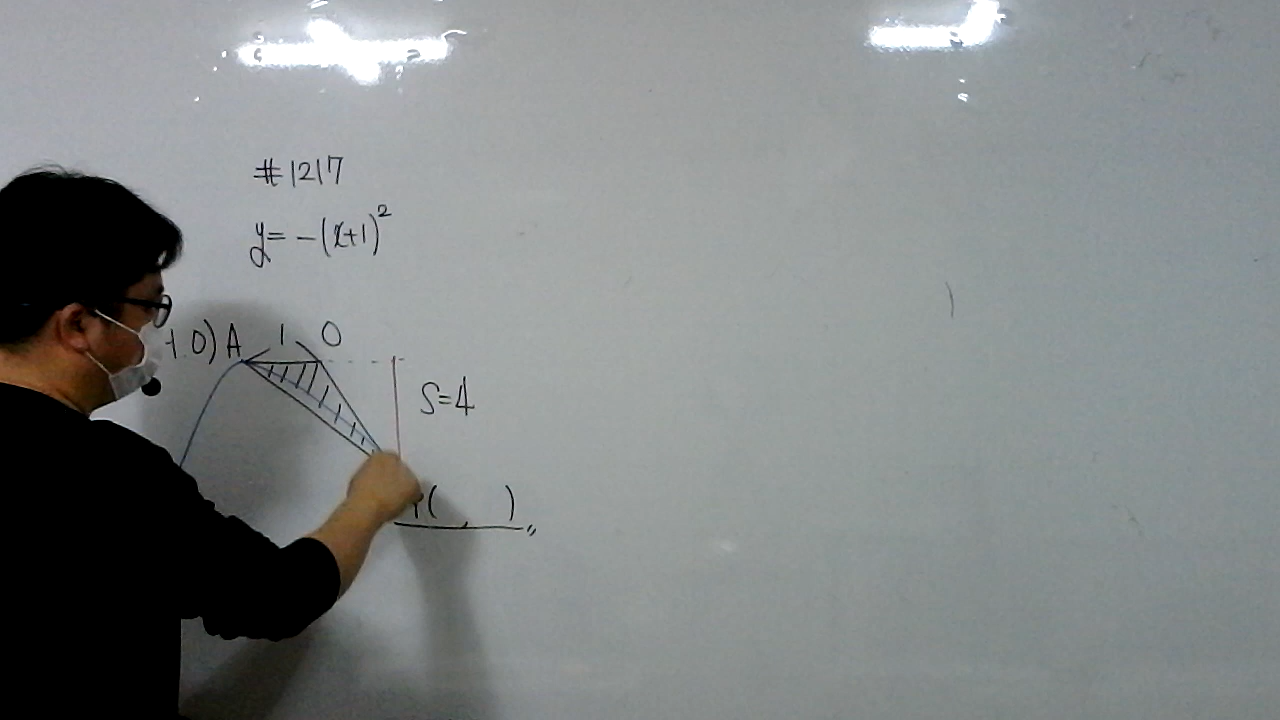 #1217
y=-(x+1)²
0) A 1 O
S=4
( , )